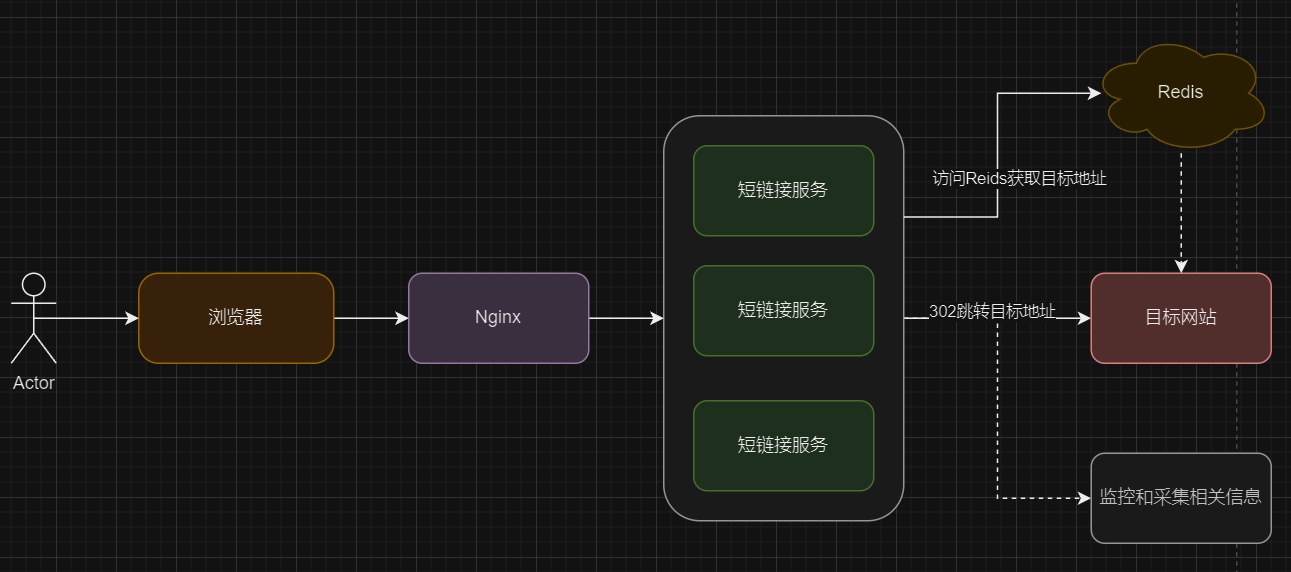 Redis
短链接服务
访问Reids获取目标地址
短链接服务
302跳转目标地址
浏览器
Nginx
目标网站
Actor
短链接服务
监控和采集相关信息